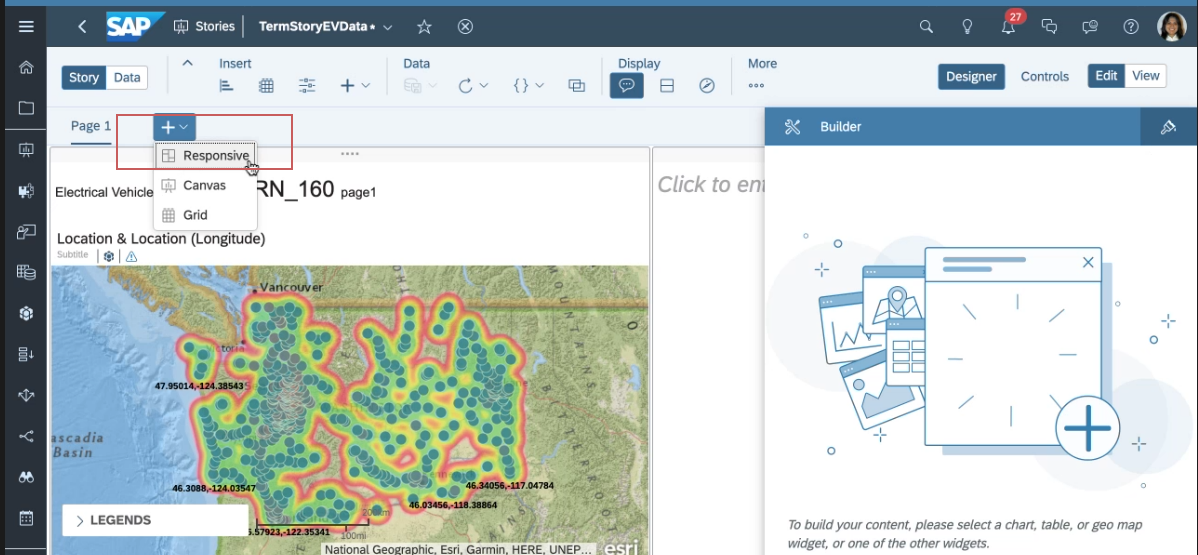 SAP Stories TermStoryEVData* 27
Story Data
Insert
Data
Display
More
Designer Controls Edit View
Page 1
Builder
Responsive
Canvas
Grid
Electrical Vehicle RN_160 page1
Click to en
Location & Location (Longitude)
Subtitle
Vancouver
47.95014,-124.38543
ascadia
Basin
46.3088,-124.03547
46.34056,-117.04784
46.03456,-118.38864
LEGENDS
5.57923,-122.35341
100mi
National Geographic, Esri, Garmin, HERE, UNEP...
esri
To build your content, please select a chart, table, or geo map
widget, or one of the other widgets.